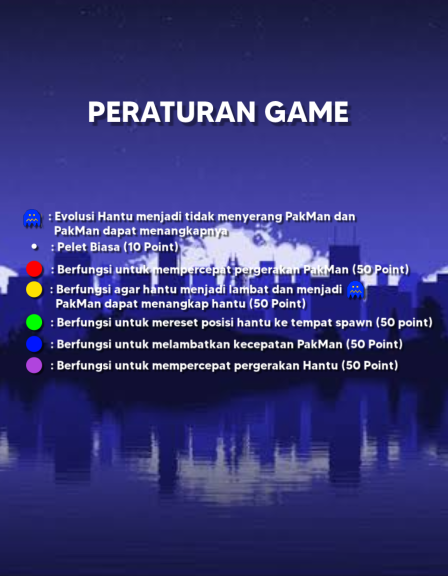 PERATURAN GAME
: Evolusi Hantu menjadi tidak menyerang PakMan dan
PakMan dapat menangkapnya
: Pelet Biasa (10 Point)
: Berfungsi untuk mempercepat pergerakan PakMan (50 Point)
: Berfungsi agar hantu menjadi lambat dan menjadi
PakMan dapat menangkap hantu (50 Point)
: Berfungsi untuk mereset posisi hantu ke tempat spawn (50 point)
: Berfungsi untuk melambatkan kecepatan PakMan (50 Point)
: Berfungsi untuk mempercepat pergerakan Hantu (50 Point)